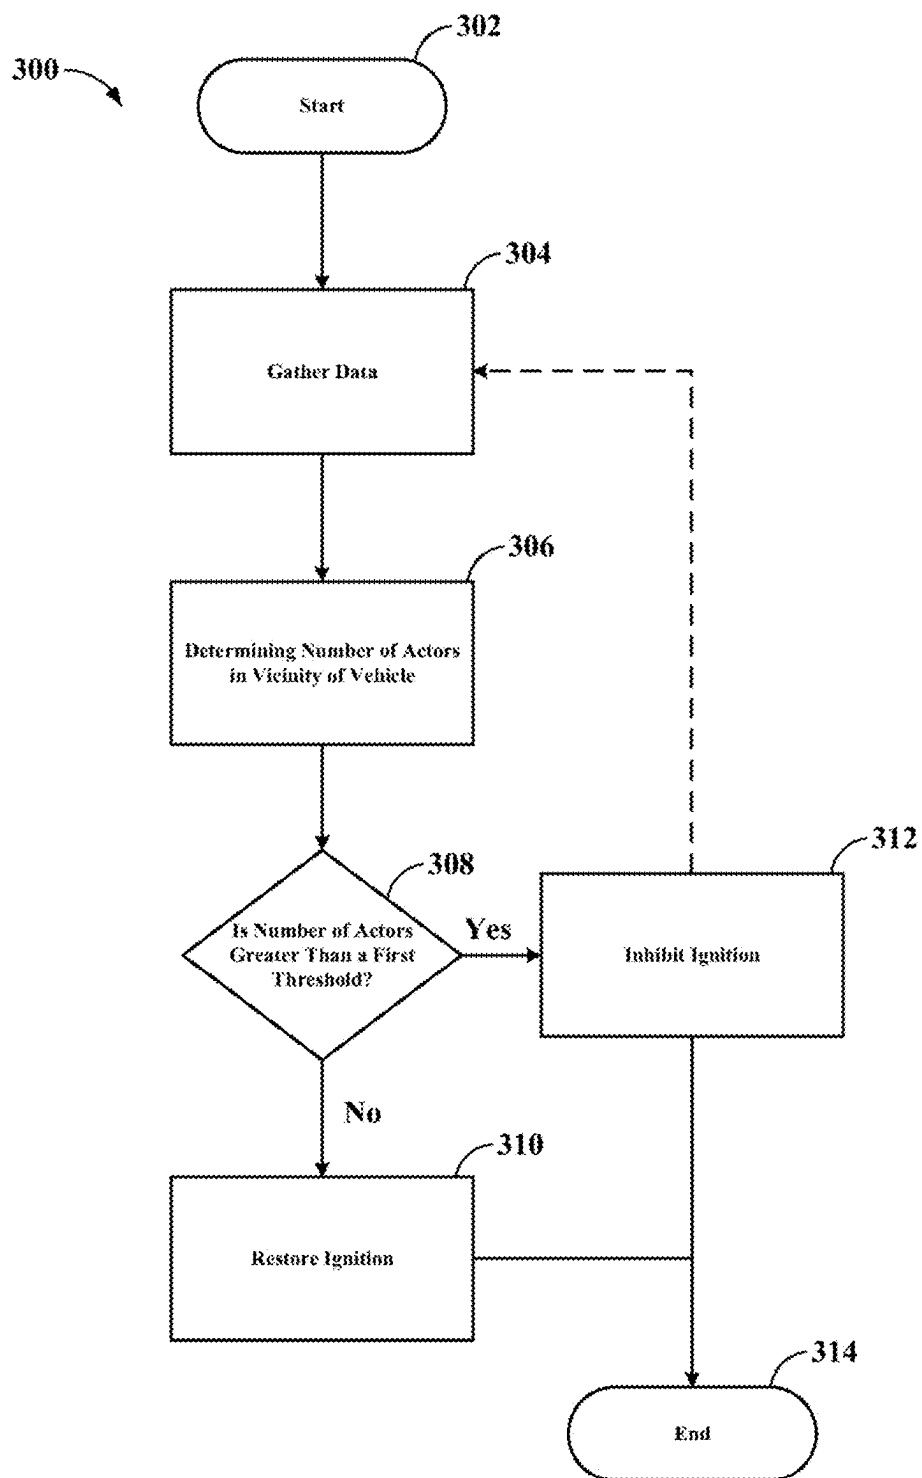 302
300
Start
304
Gather Data
306
Determining Number of Actors
in Vicinity of Vehicle
308
Is Number of Actors
Greater Than a First
Threshold?
Yes
312
Inhibit Ignition
No
310
Restore Ignition
314
End